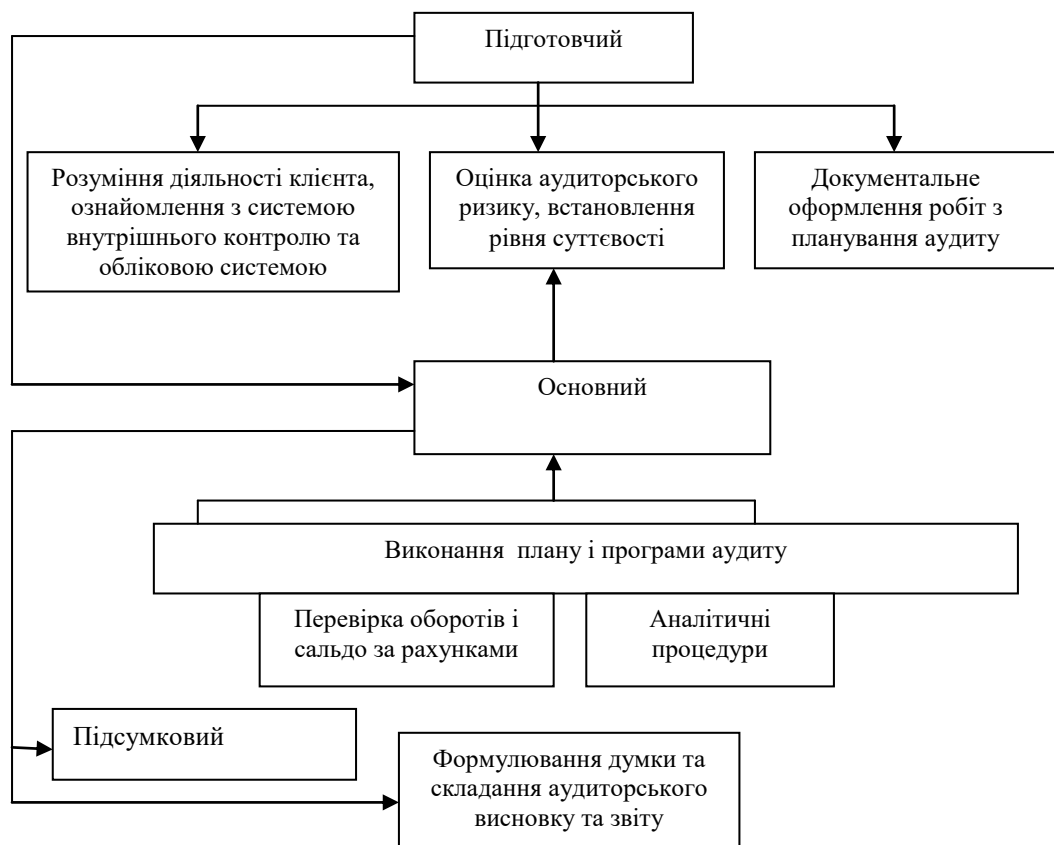 Підготовчий
Розуміння діяльності клієнта,
ознайомлення з системою
внутрішнього контролю та
обліковою системою
Оцінка аудиторського
ризику, встановлення
рівня суттєвості
Документальне
оформлення робіт з
планування аудиту
Основний
Виконання плану і програми аудиту
Перевірка оборотів і
сальдо за рахунками
Аналітичні
процедури
Підсумковий
Формулювання думки та
складання аудиторського
висновку та звіту